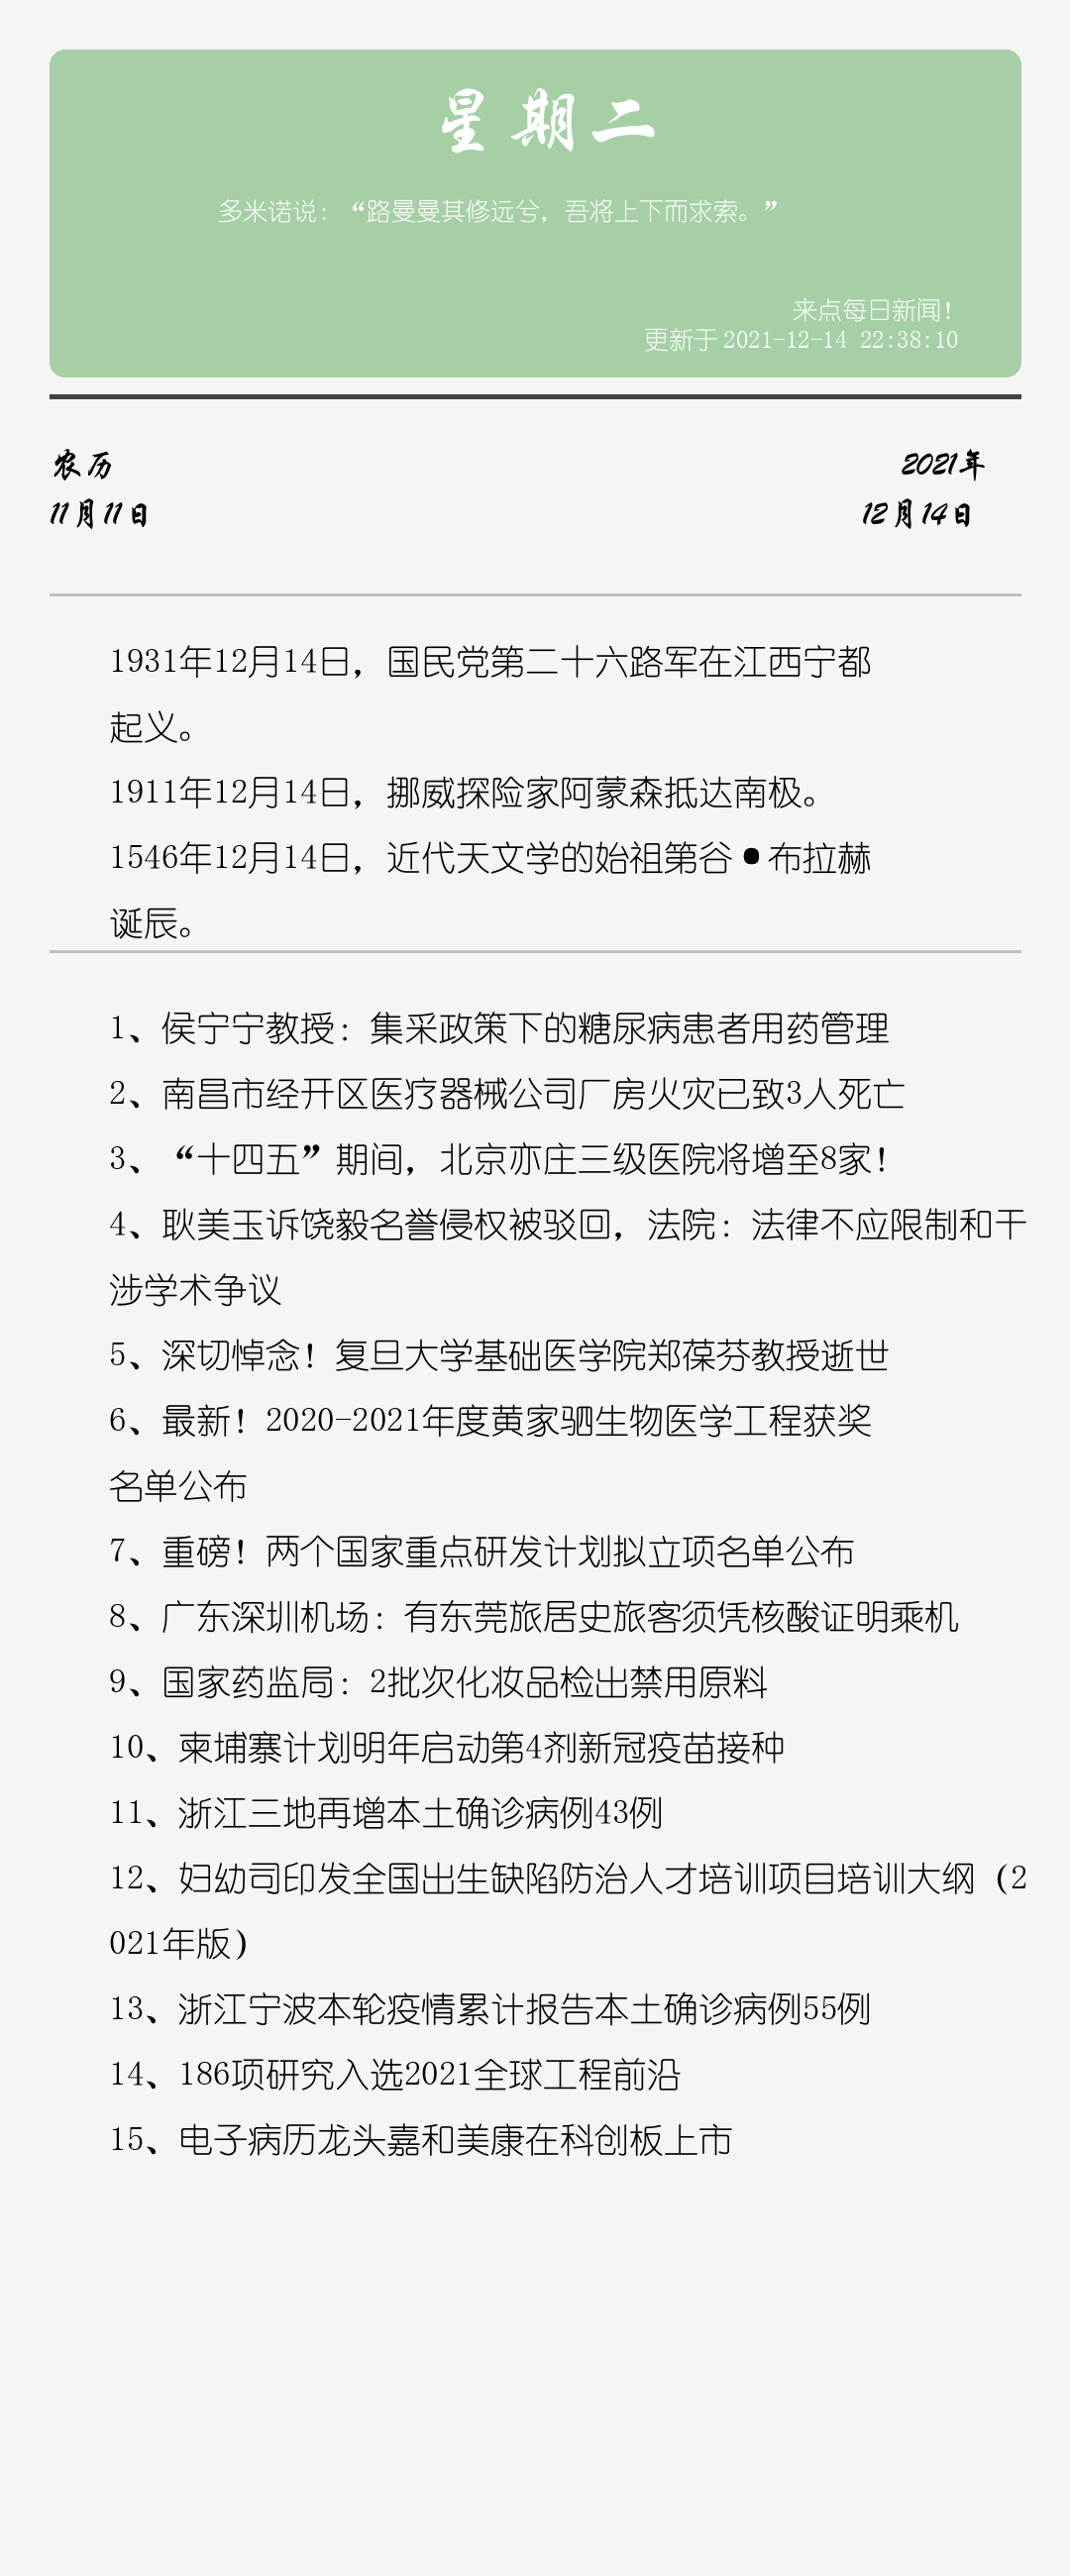 星期二
多米诺说：“路曼曼其修远兮，吾将上下而求索。”
来点每日新闻！
更新于 2021-12-14 22:38:10
农历
2021年
11月11日
12月14日
1931年12月14日，国民党第二十六路军在江西宁都
起义。
1911年12月14日，挪威探险家阿蒙森抵达南极。
1546年12月14日，近代天文学的始祖第谷•布拉赫
诞辰。
1、侯宁宁教授：集采政策下的糖尿病患者用药管理
2、南昌市经开区医疗器械公司厂房火灾已致3人死亡
3、“十四五”期间，北京亦庄三级医院将增至8家！
4、耿美玉诉饶毅名誉侵权被驳回，法院：法律不应限制和干
涉学术争议
5、深切悼念！复旦大学基础医学院郑葆芬教授逝世
6、最新！2020-2021年度黄家驷生物医学工程获奖
名单公布
7、重磅！两个国家重点研发计划拟立项名单公布
8、广东深圳机场：有东莞旅居史旅客须凭核酸证明乘机
9、国家药监局：2批次化妆品检出禁用原料
10、柬埔寨计划明年启动第4剂新冠疫苗接种
11、浙江三地再增本土确诊病例43例
12、妇幼司印发全国出生缺陷防治人才培训项目培训大纲（2
021年版）
13、浙江宁波本轮疫情累计报告本土确诊病例55例
14、186项研究入选2021全球工程前沿
15、电子病历龙头嘉和美康在科创板上市